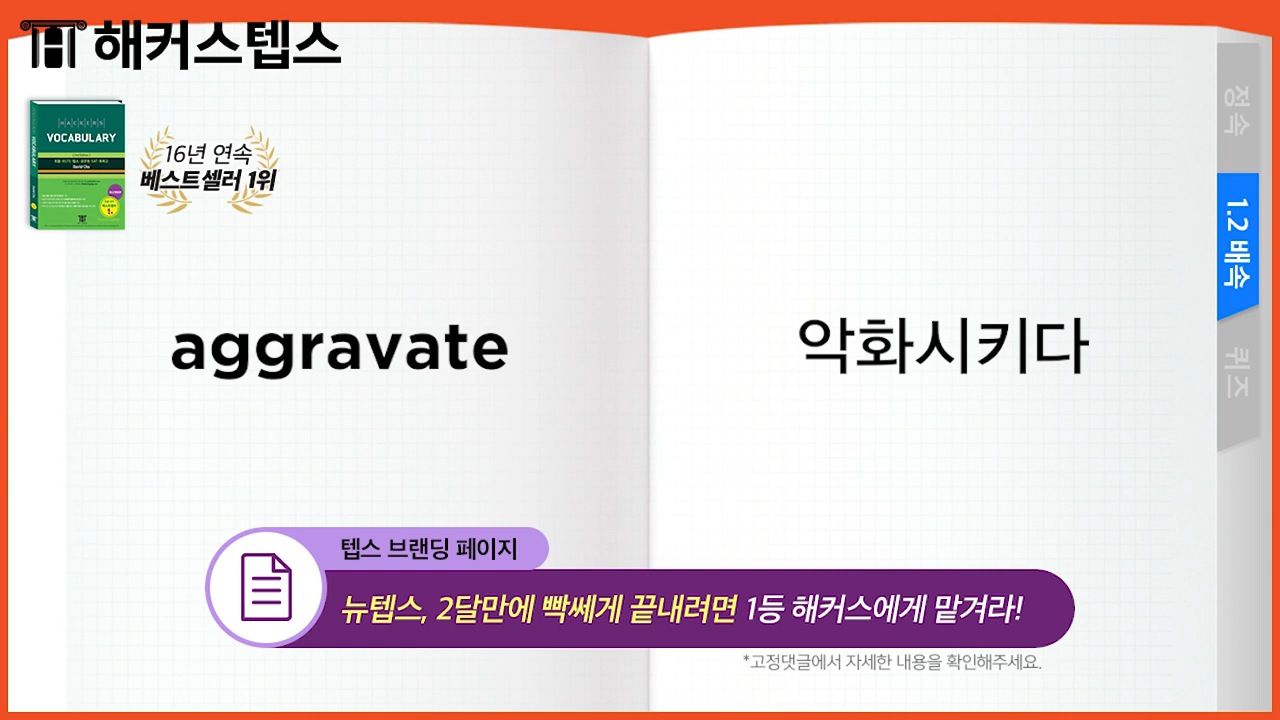 해커스텝스
HACKERS
VOCABULARY
16년 연속
베스트셀러 1위
정속
1.2 배속
퀴즈
aggravate
악화시키다
텝스 브랜딩 페이지
뉴텝스, 2달만에 빡쎄게 끝내려면 1등 해커스에게 맡겨라!
*고정댓글에서 자세한 내용을 확인해주세요.